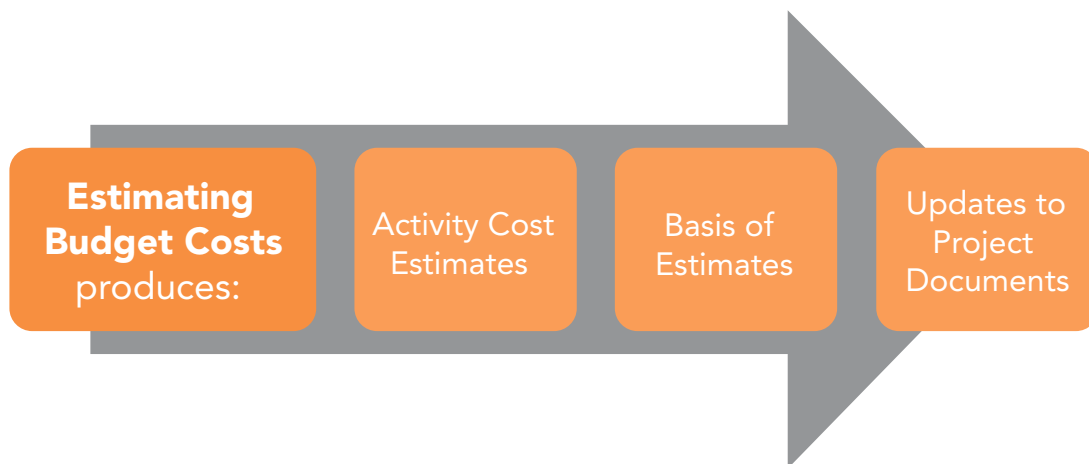 Estimating
Budget Costs
produces:
Activity Cost
Estimates
Basis of
Estimates
Updates to
Project
Documents